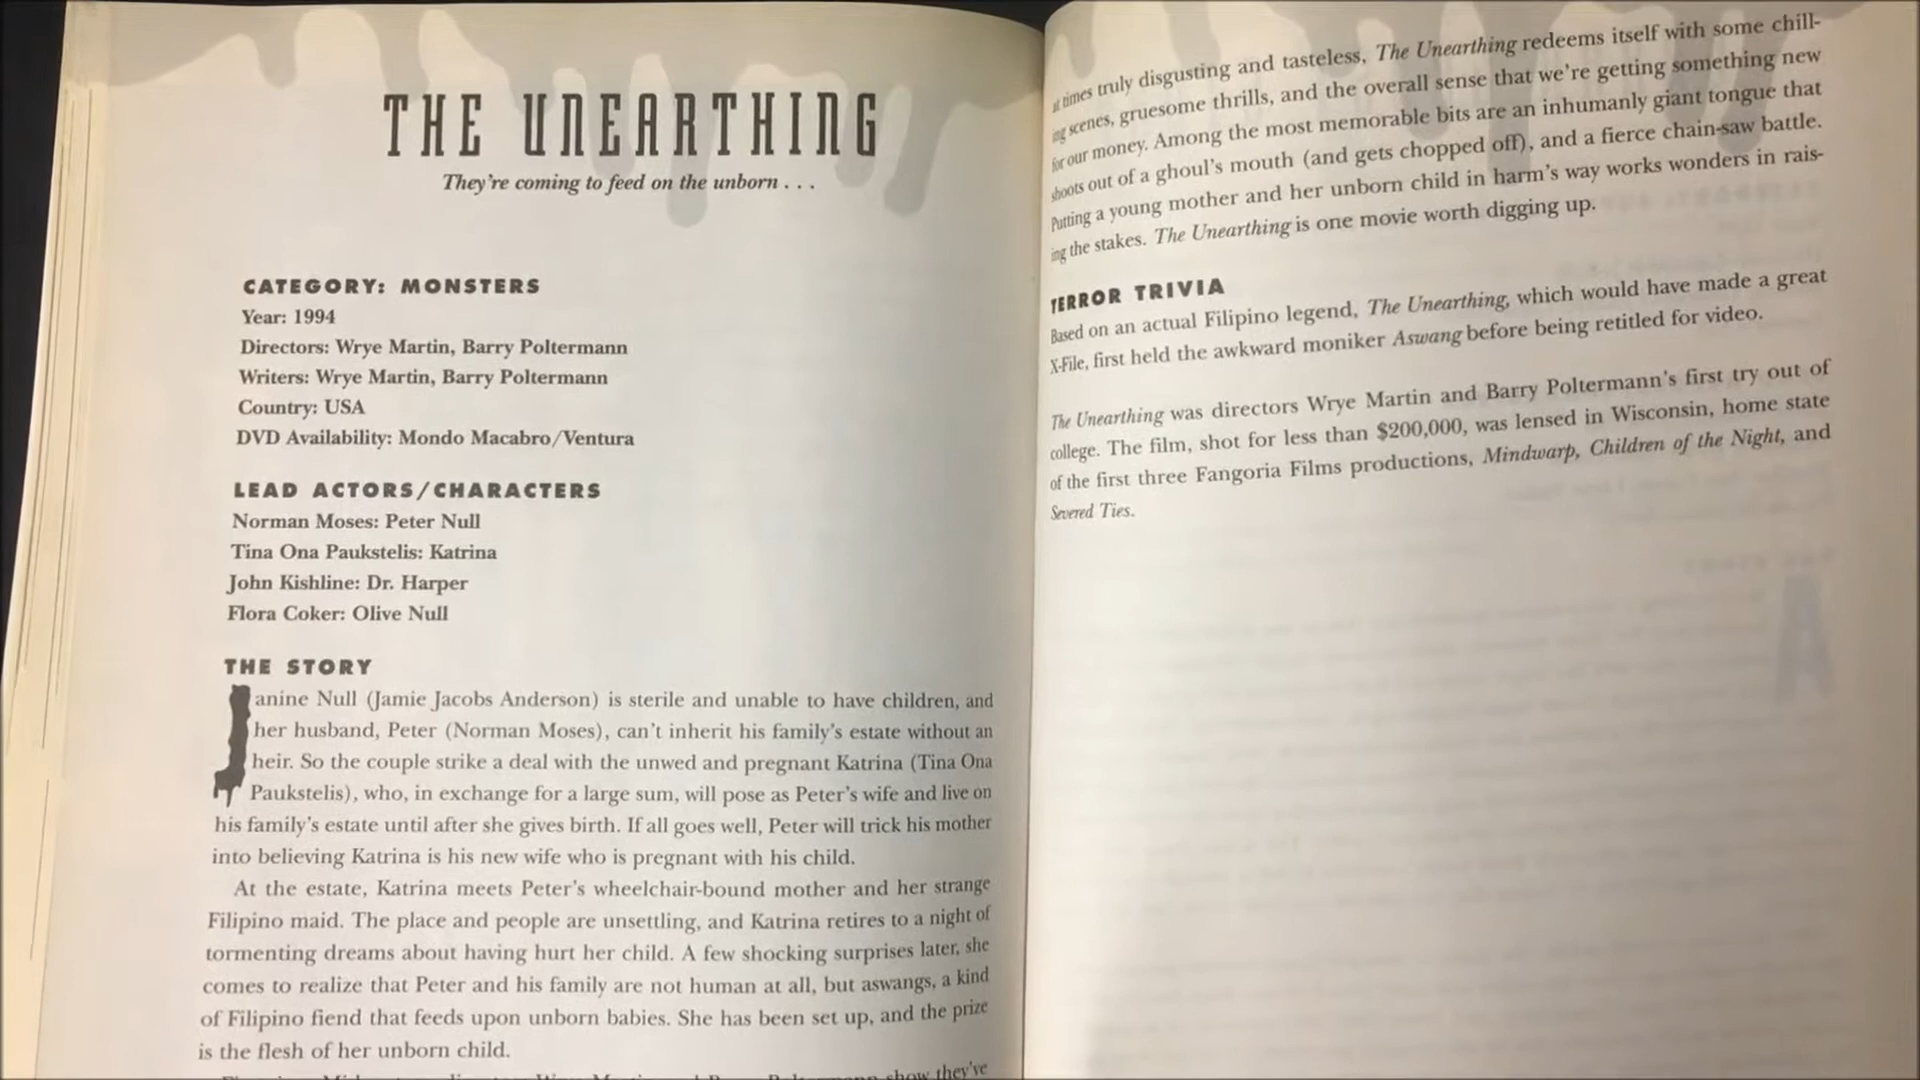 THE UNEARTHING
They're coming to feed on the unborn . . .
CATEGORY: MONSTERS
Year: 1994
Directors: Wrye Martin, Barry Poltermann
Writers: Wrye Martin, Barry Poltermann
Country: USA
DVD Availability: Mondo Macabro/Ventura
LEAD ACTORS/CHARACTERS
Norman Moses: Peter Null
Tina Ona Paukstelis: Katrina
John Kishline: Dr. Harper
Flora Coker: Olive Null
THE STORY
Janine Null (Jamie Jacobs Anderson) is sterile and unable to have children, and
her husband, Peter (Norman Moses), can't inherit his family's estate without an
heir. So the couple strike a deal with the unwed and pregnant Katrina (Tina Ona
Paukstelis), who, in exchange for a large sum, will pose as Peter's wife and live on
his family's estate until after she gives birth. If all goes well, Peter will trick his mother
into believing Katrina is his new wife who is pregnant with his child.
At the estate, Katrina meets Peter's wheelchair-bound mother and her strange
Filipino maid. The place and people are unsettling, and Katrina retires to a night of
tormenting dreams about having hurt her child. A few shocking surprises later, she
comes to realize that Peter and his family are not human at all, but aswangs, a kind
of Filipino fiend that feeds upon unborn babies. She has been set up, and the prize
is the flesh of her unborn child.
show they've
at times truly disgusting and tasteless, The Unearthing redeems itself with some chill-
ing scenes, gruesome thrills, and the overall sense that we're getting something new
for our money. Among the most memorable bits are an inhumanly giant tongue that
shoots out of a ghoul's mouth (and gets chopped off), and a fierce chain-saw battle.
Putting a young mother and her unborn child in harm's way works wonders in rais-
ing the stakes. The Unearthing is one movie worth digging up.
TERROR TRIVIA
Based on an actual Filipino legend, The Unearthing, which would have made a great
X-File, first held the awkward moniker Aswang before being retitled for video.
The Unearthing was directors Wrye Martin and Barry Poltermann's first try out of
college. The film, shot for less than $200,000, was lensed in Wisconsin, home state
of the first three Fangoria Films productions, Mindwarp, Children of the Night, and
Severed Ties.